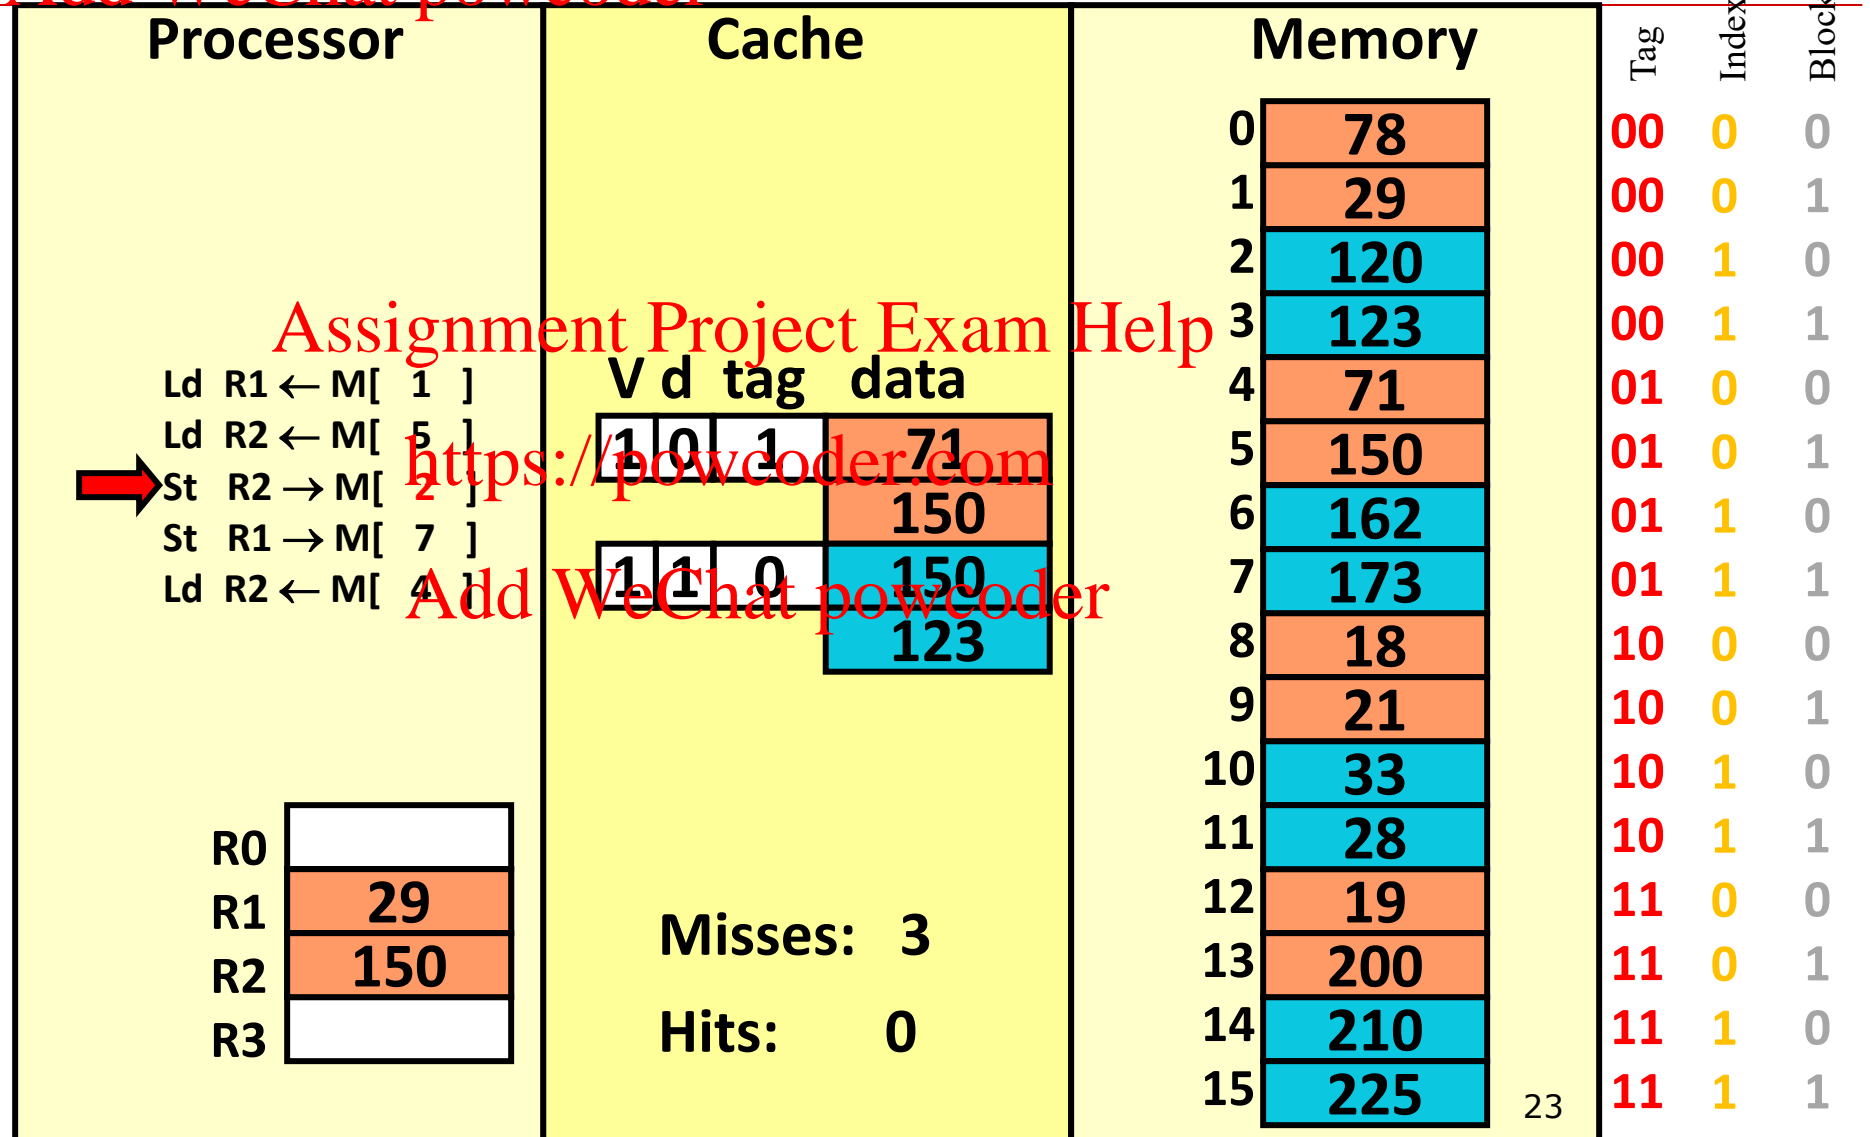 Add WeChat powcoder
Processor Cache Memory Tag Index Block
0 78 00 0 0
1 29 00 0 1
2 120 00 1 0
Assignment Project Exam Help
3 123 00 1 1
V d tag data
Ld R1 ← M[ 1 ]
4 71 01 0 0
Ld R2 ← M[ 5 ]
1 0 1 71
5 150 01 0 1
https://powcoder.com
St R2 → M[ 2 ]
150
6 162 01 1 0
St R1 → M[ 7 ]
1 1 0 150
7 173 01 1 1
Ld R2 ← M[ 4 ]
Add WeChat powcoder
123
8 18 10 0 0
9 21 10 0 1
10 33 10 1 0
R0
11 28 10 1 1
R1 29
12 19 11 0 0
Misses: 3
R2 150
13 200 11 0 1
R3
Hits: 0
14 210 11 1 0
15 225 11 1 1
23